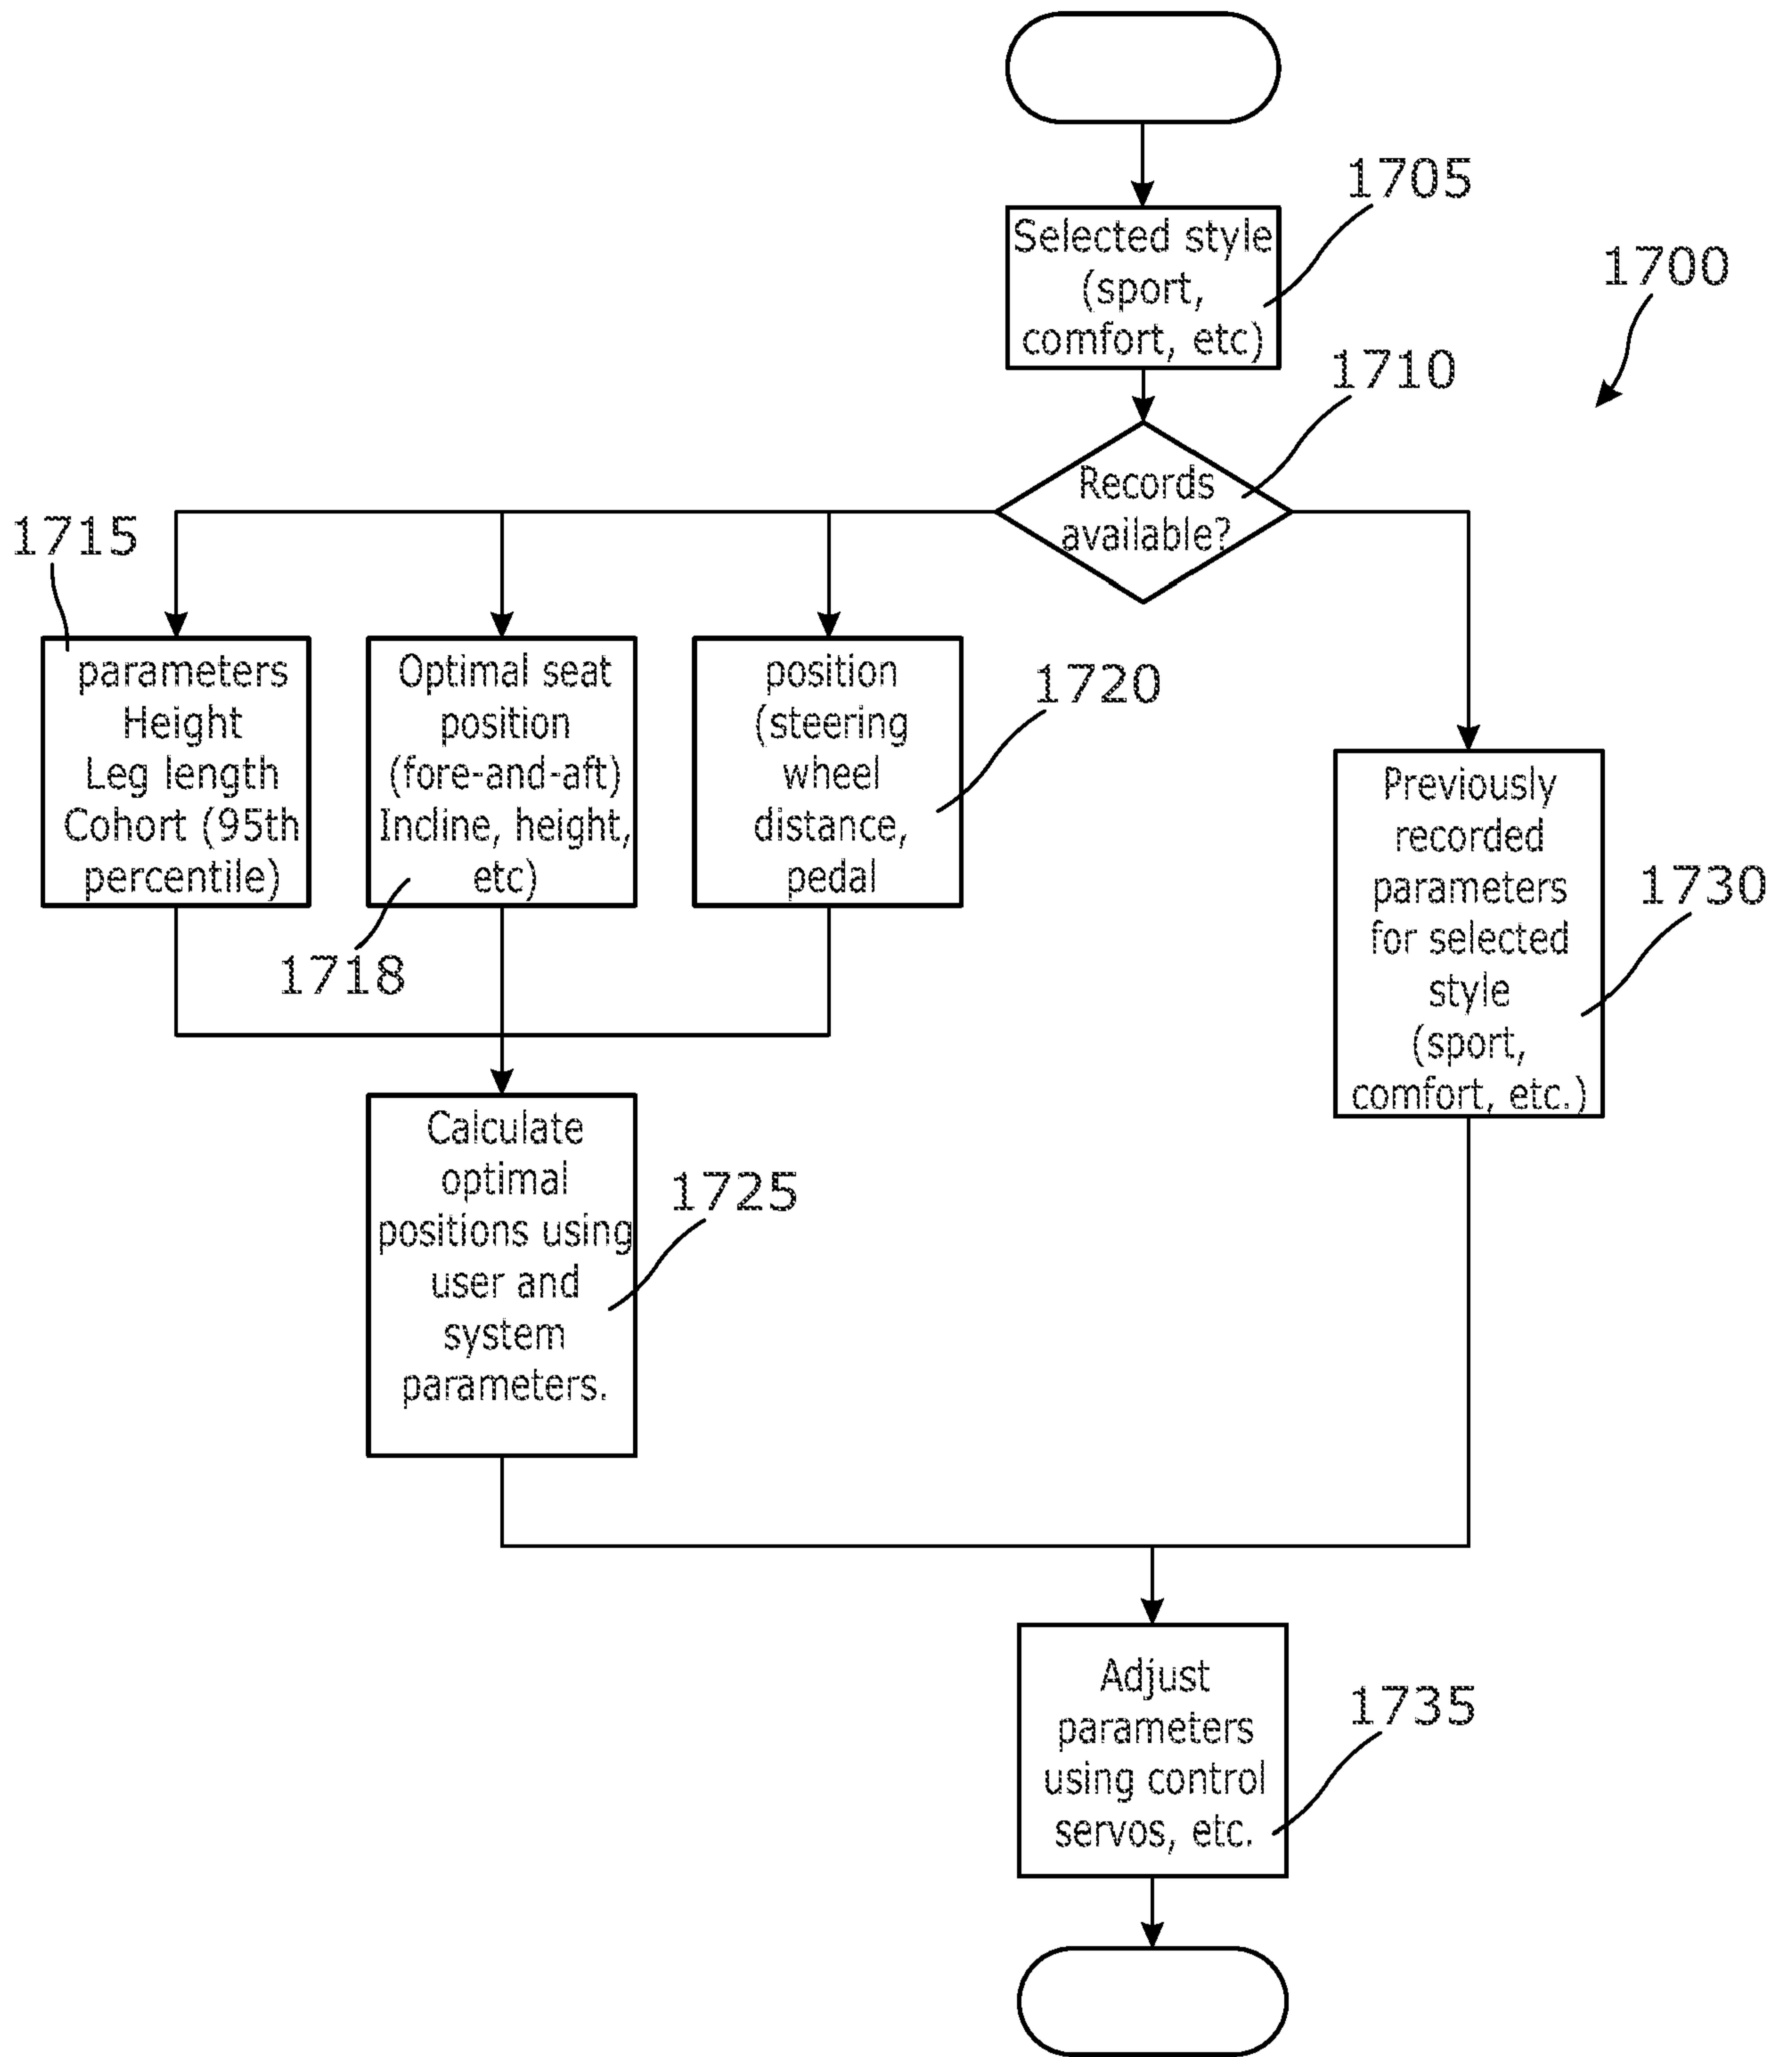 1705
Selected style
(sport,
comfort, etc)
1700
1710
Records
available?
1715
parameters
Height
Leg length
Cohort (95th
percentile)
Optimal seat
position
(fore-and-aft)
Incline, height,
etc)
1718
position
(steering
wheel
distance,
pedal
1720
Previously
recorded
parameters
for selected
style
(sport,
comfort, etc.)
1730
Calculate
optimal
positions using
user and
system
parameters.
1725
Adjust
parameters
using control
servos, etc.
1735